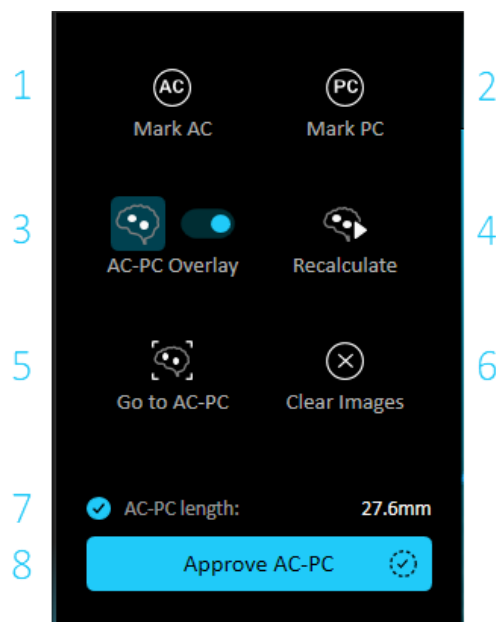 1 AC PC 2
Mark AC Mark PC
3 4
AC-PC Overlay Recalculate
5 6
Go to AC-PC Clear Images
7 AC-PC length: 27.6mm
8 Approve AC-PC